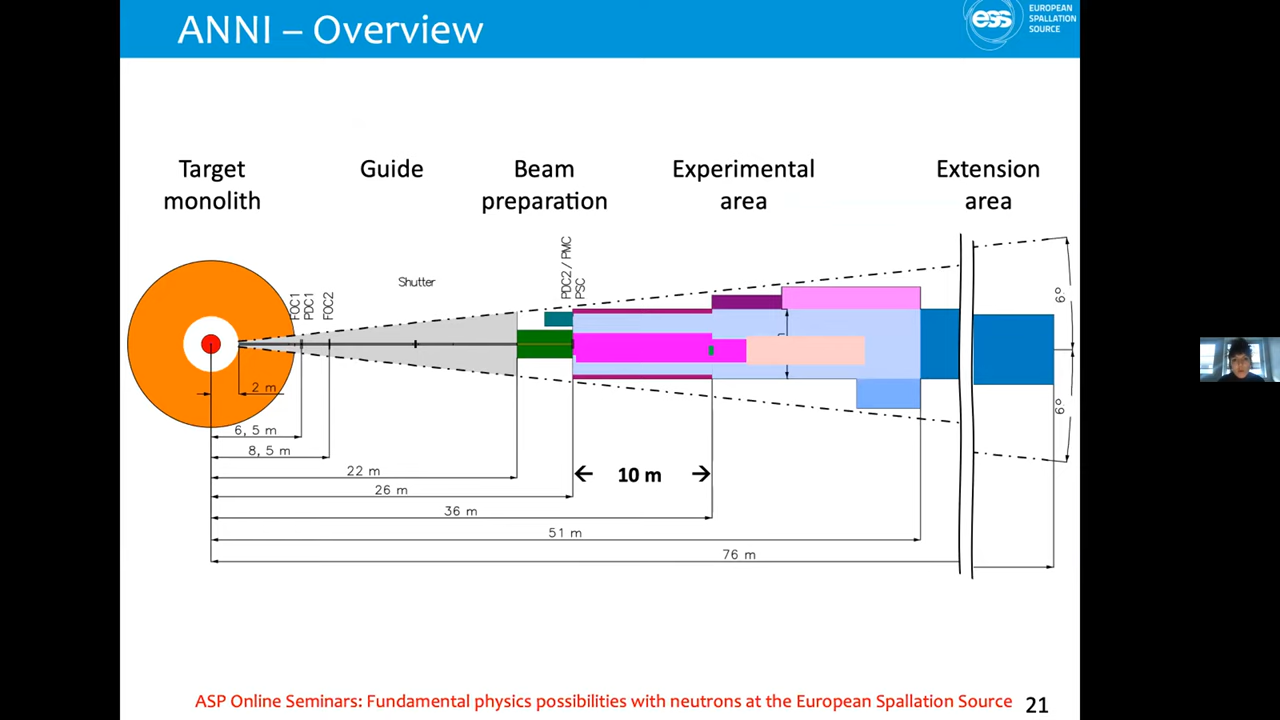 ANNI – Overview
ess
EUROPEAN
SPALLATION
SOURCE
Target
monolith
Guide
Beam
preparation
Experimental
area
Extension
area
FOC1
PDC1
FOC2
Shutter
PDC2 / PMC
PSC
6°
6°
2 m
6, 5 m
8, 5 m
22 m
26 m
10 m
36 m
51 m
76 m
ASP Online Seminars: Fundamental physics possibilities with neutrons at the European Spallation Source
21